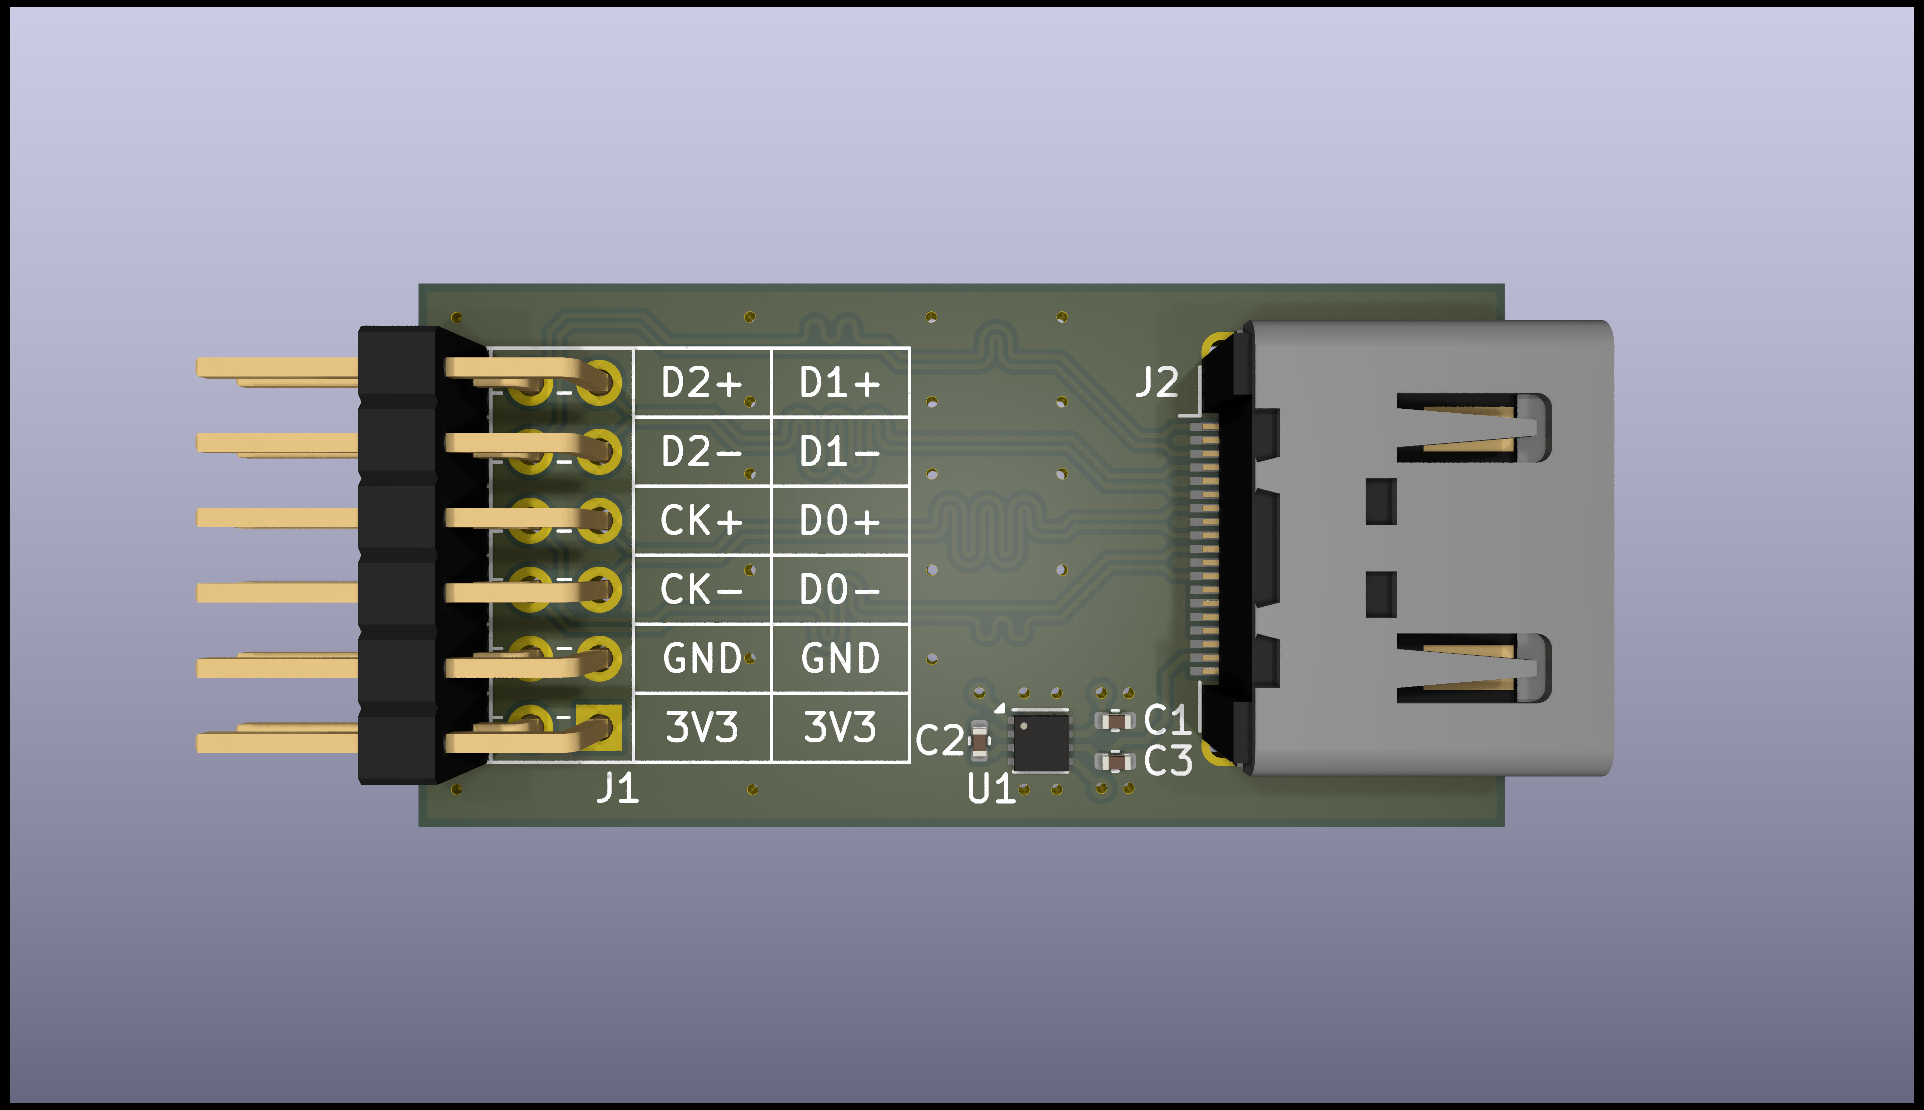 D2+ D1+
J2
D2- D1-
CK+ D0+
CK- D0-
GND GND
3V3 3V3
C1
C2
C3
J1
U1